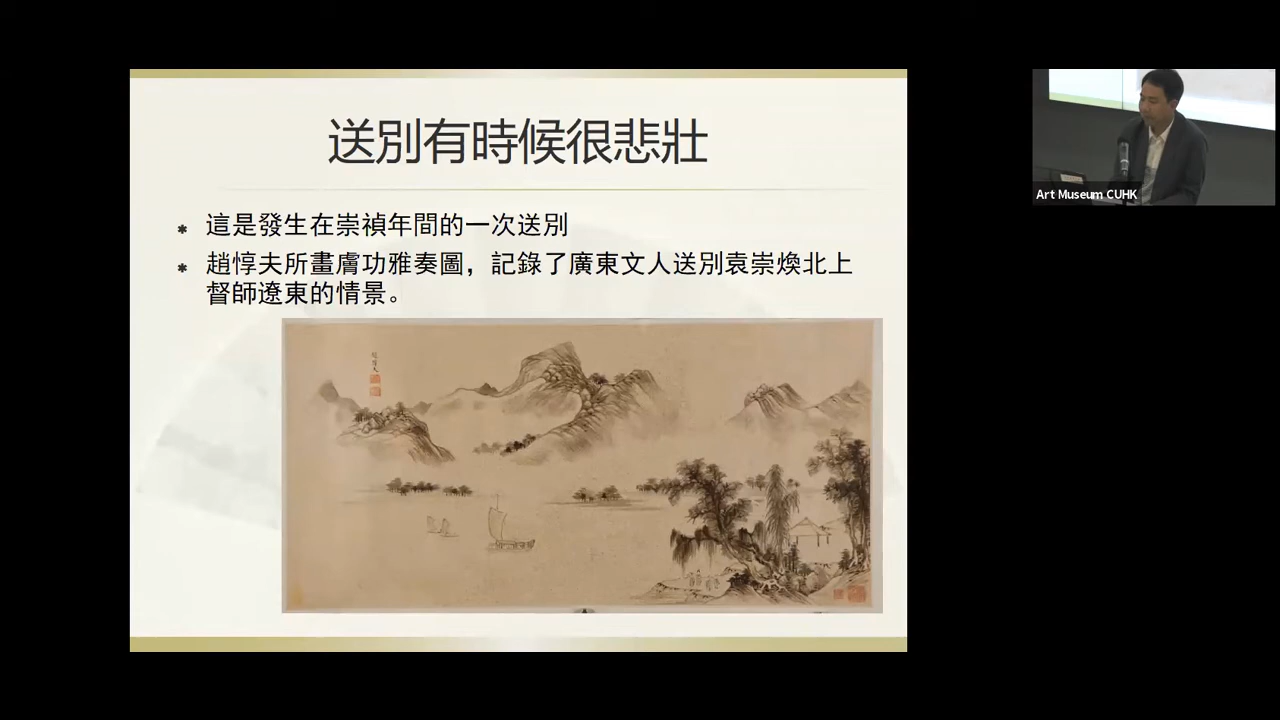 送別有時候很悲壯
這是發生在崇禎年間的一次送別
趙惇夫所畫膚功雅奏圖，記錄了廣東文人送別袁崇煥北上
督師遼東的情景。
Art Museum CUHK